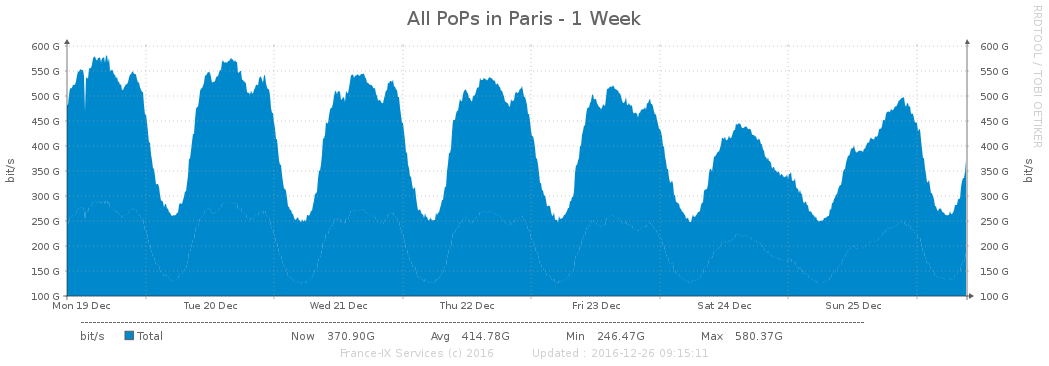 All PoPs in Paris - 1 Week
RRDTOOL / TOBI OETIKER
600 G 600 G
550 G 550 G
500 G 500 G
450 G 450 G
400 G 400 G
350 G 350 G
300 G 300 G
250 G 250 G
200 G 200 G
150 G 150 G
100 G 100 G
bit/s
bit/s
Mon 19 Dec Tue 20 Dec Wed 21 Dec Thu 22 Dec Fri 23 Dec Sat 24 Dec Sun 25 Dec
bit/s Total Now 370.90G Avg 414.78G Min 246.47G Max 580.37G
France-IX Services (c) 2016 Updated : 2016-12-26 09:15:11